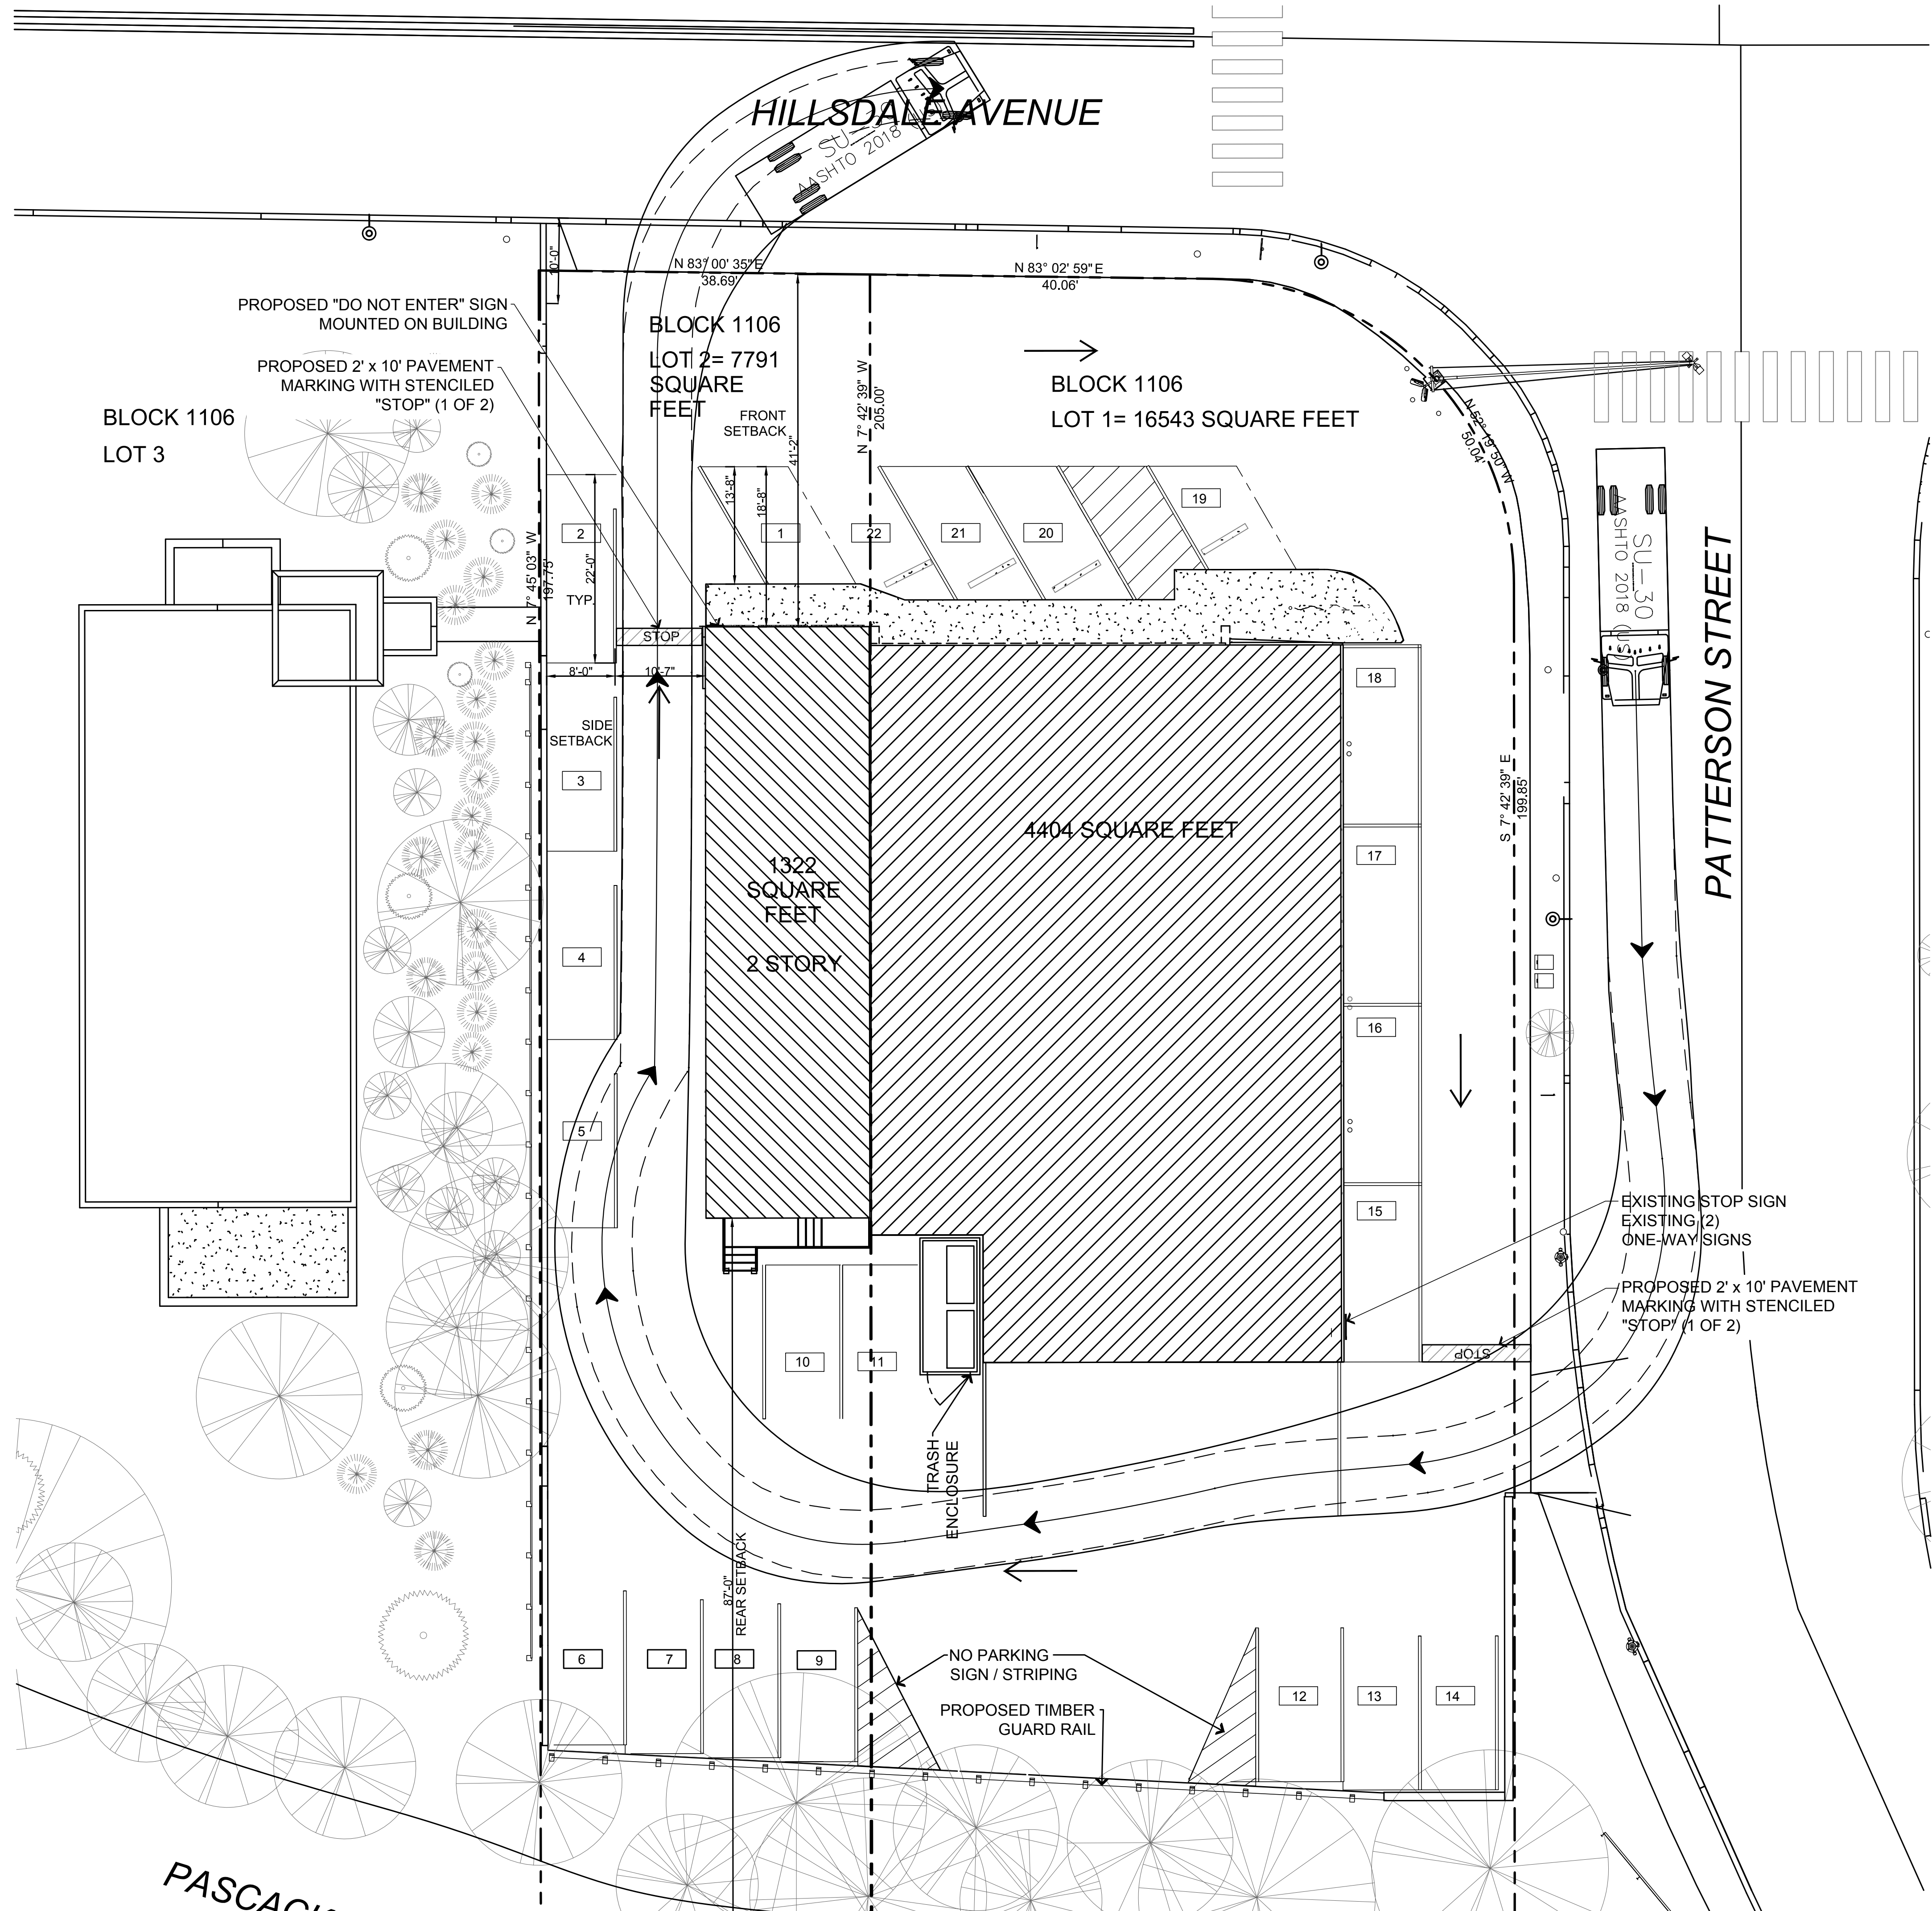 HILLSDALE AVENUE
SU-30
AASHTO 2018 (US)
10'-0"
N 83° 00' 35" E
38.69'
N 83° 02' 59" E
40.06'
PROPOSED "DO NOT ENTER" SIGN
MOUNTED ON BUILDING
PROPOSED 2' x 10' PAVEMENT
MARKING WITH STENCILED
"STOP" (1 OF 2)
BLOCK 1106
LOT 3
BLOCK 1106
LOT 2= 7791
SQUARE
FEET
FRONT
SETBACK
41'-2"
N 7° 42' 39" W
205.00'
BLOCK 1106
LOT 1= 16543 SQUARE FEET
N 52° 19' 50" W
50.04'
13'-8"
18'-8"
2
1
22
21
20
19
N 7° 45' 03" W
197.75'
22'-0"
TYP.
STOP
8'-0"
10'-7"
SIDE
SETBACK
3
4
5
1322
SQUARE
FEET
2 STORY
4404 SQUARE FEET
18
17
16
15
S 7° 42' 39" E
199.85'
SU-30
AASHTO 2018 (US)
PATTERSON STREET
EXISTING STOP SIGN
EXISTING (2)
ONE-WAY SIGNS
PROPOSED 2' x 10' PAVEMENT
MARKING WITH STENCILED
"STOP" (1 OF 2)
STOP
10
11
TRASH
ENCLOSURE
87'-0"
REAR SETBACK
6
7
8
9
NO PARKING
SIGN / STRIPING
PROPOSED TIMBER
GUARD RAIL
12
13
14